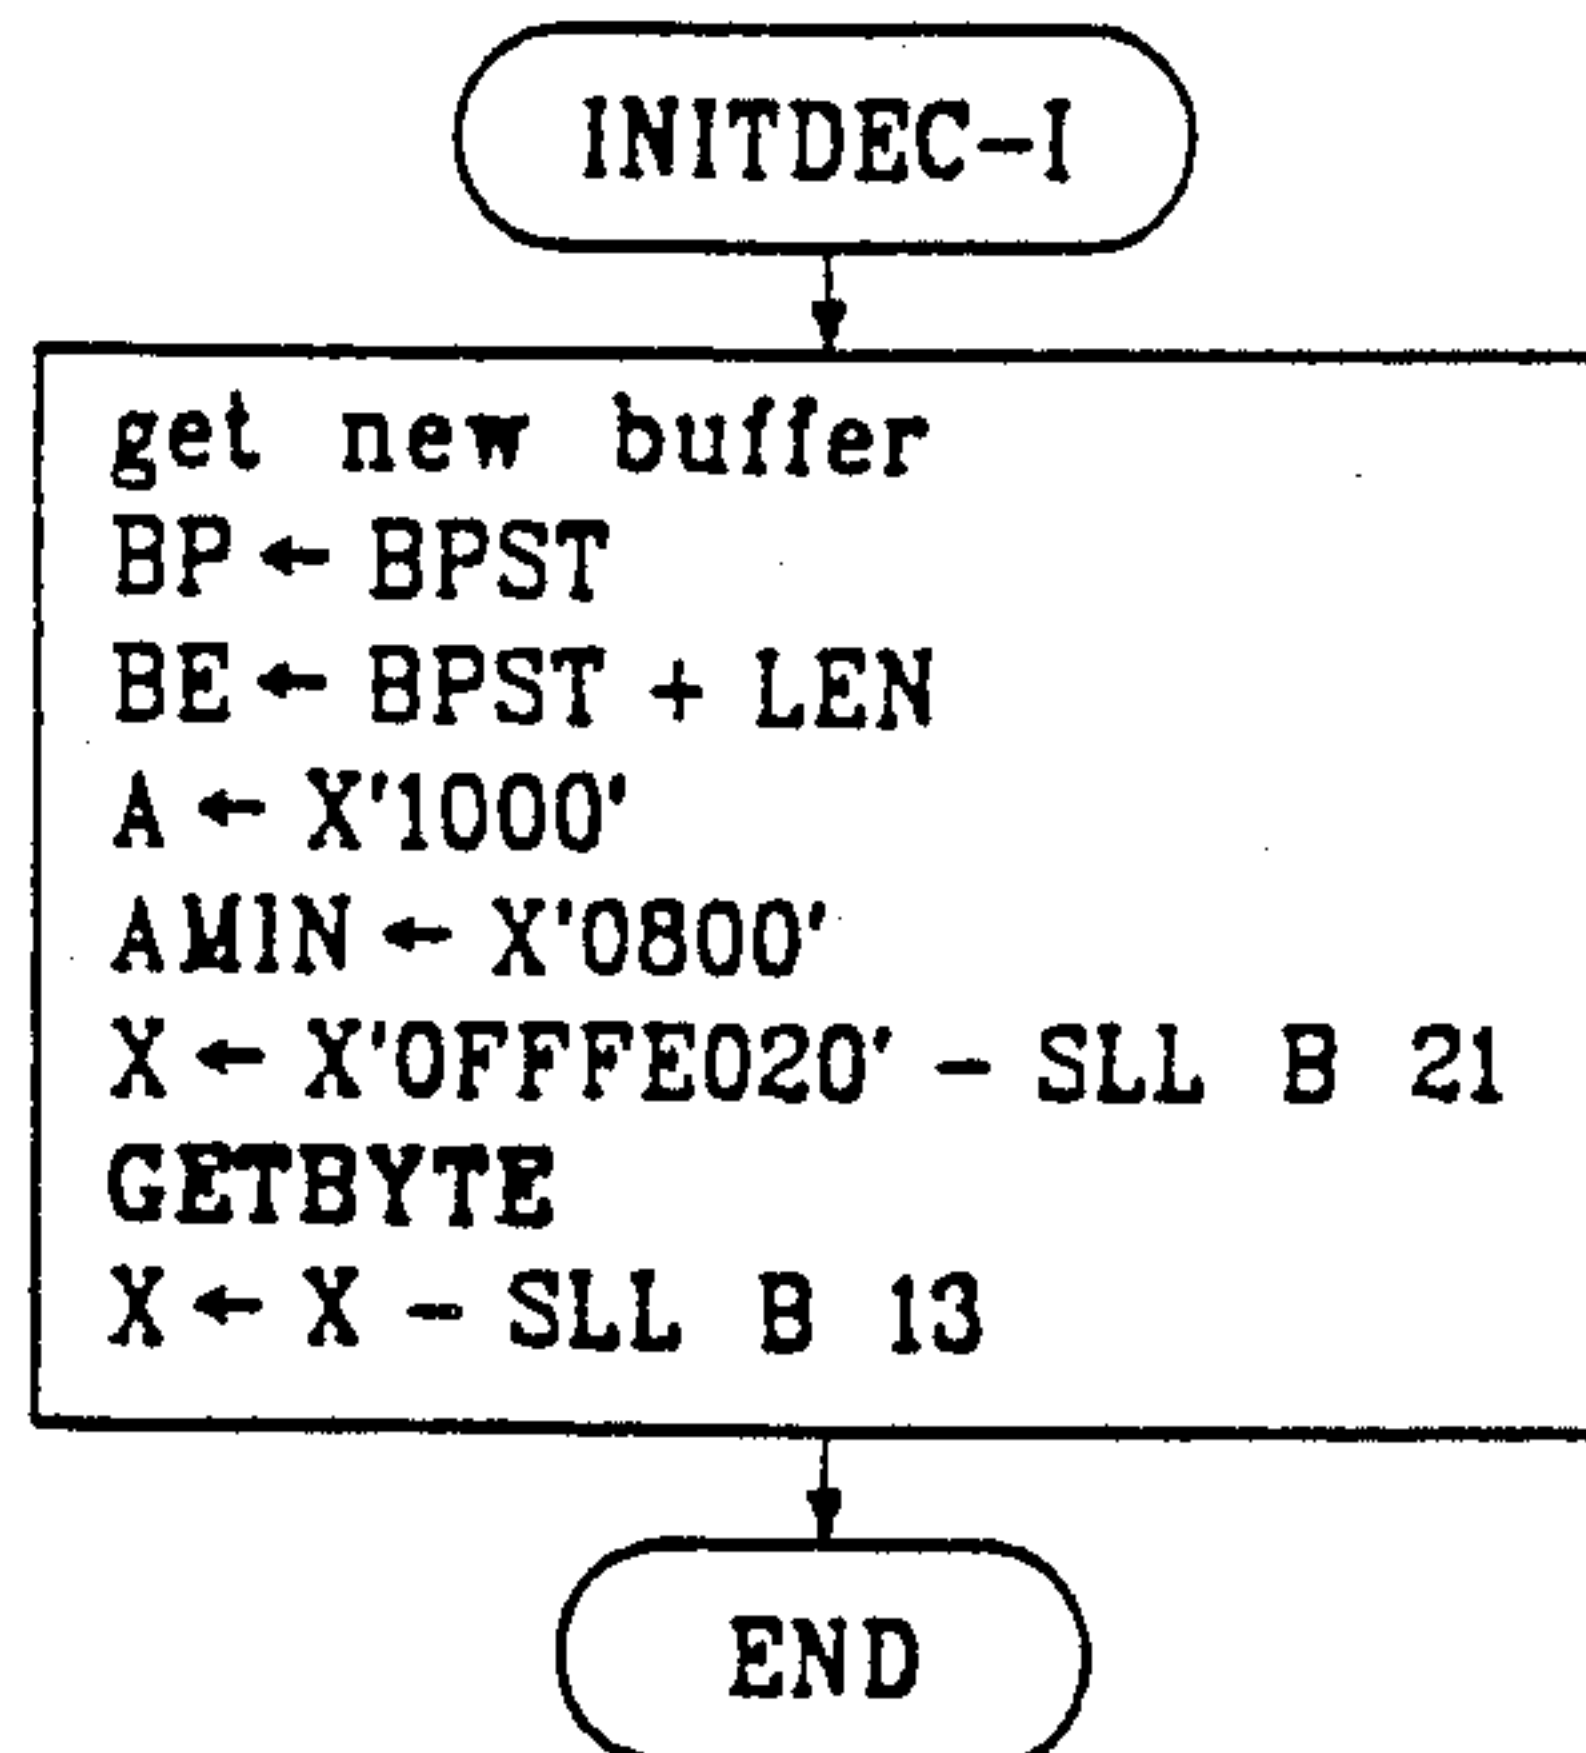 INITDEC-I
get new buffer
BP ← BPST
BE ← BPST + LEN
A ← X'1000'
AMIN ← X'0800'
X ← X'0FFFE020' - SLL B 21
GETBYTE
X ← X - SLL B 13
END